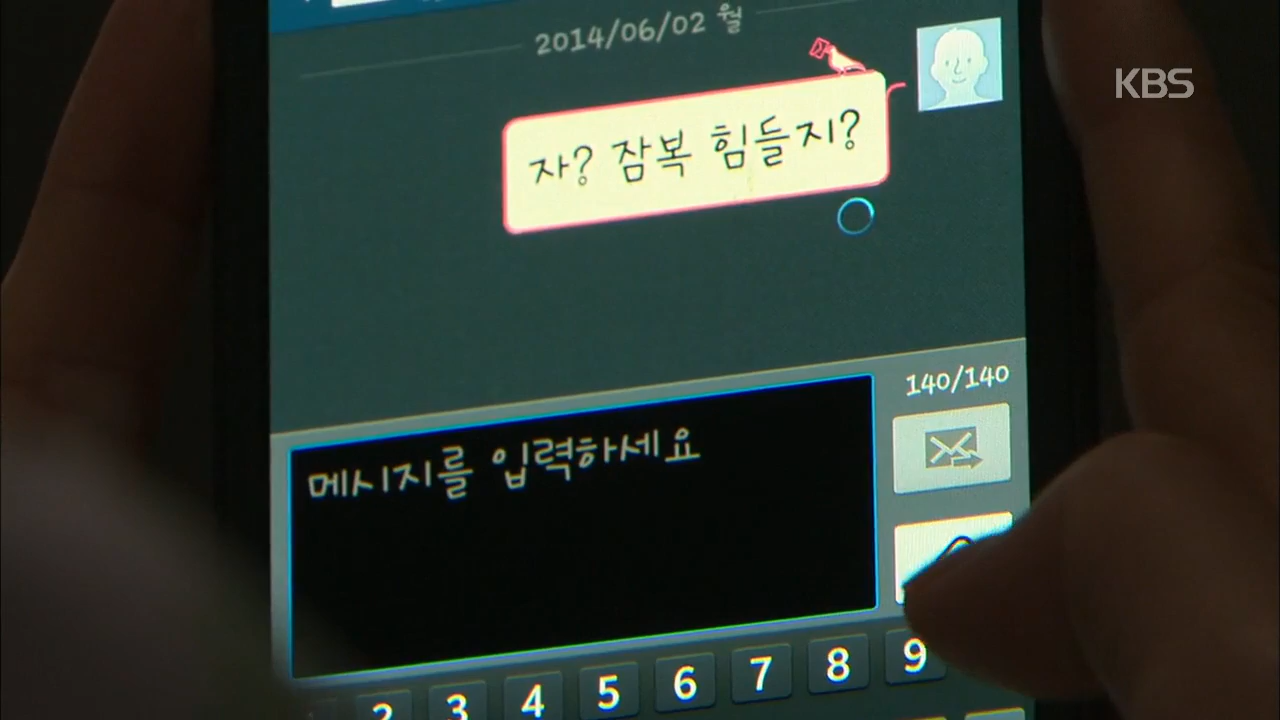 2014/06/02 월
KBS
자? 잠복 힘들지?
140/140
메시지를 입력하세요
2 3 4 5 6 7 8 9